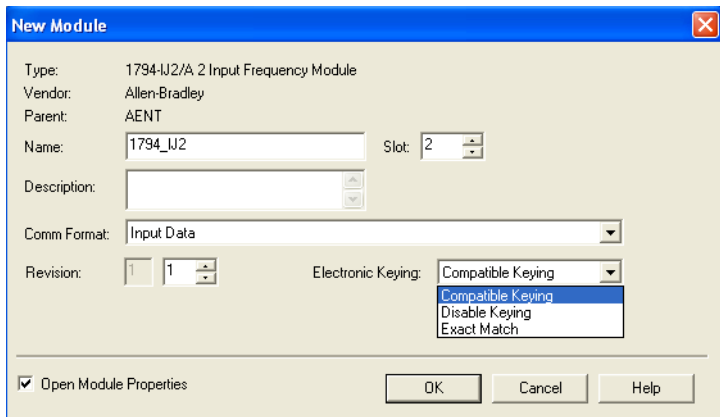 New Module
Type: 1794-IJ2/A 2 Input Frequency Module
Vendor: Allen-Bradley
Parent: AENT
Name: 1794_IJ2 Slot: 2
Description:
Comm Format: Input Data
Revision: 1 1 Electronic Keying: Compatible Keying
Compatible Keying
Disable Keying
Exact Match
Open Module Properties OK Cancel Help